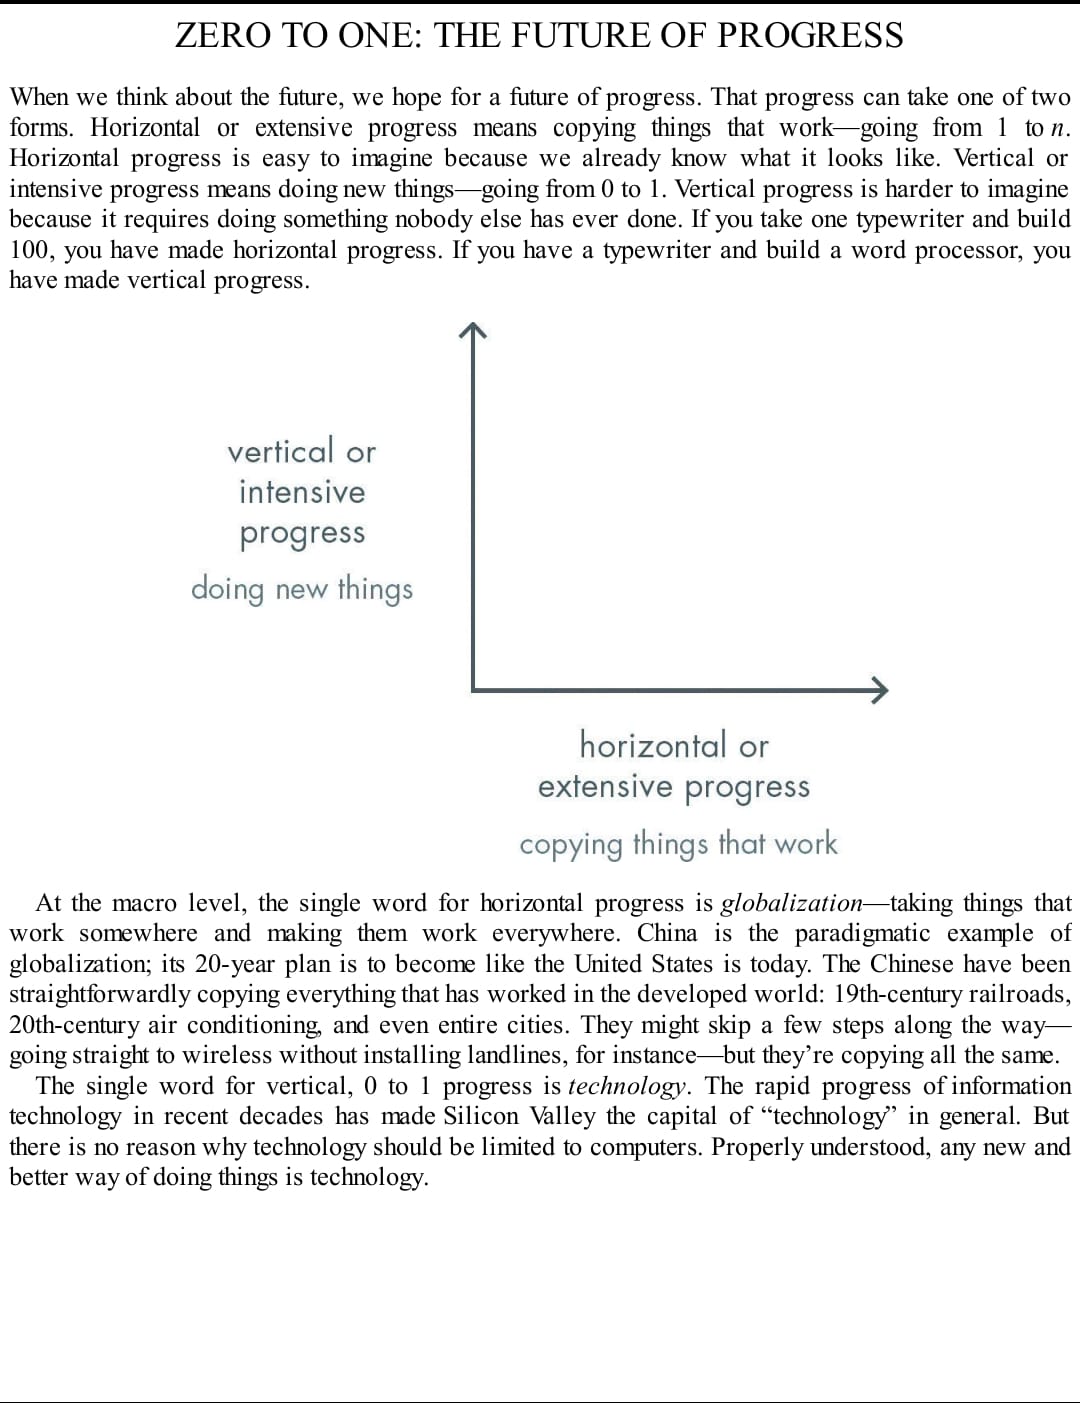 ZERO TO ONE: THE FUTURE OF PROGRESS
When we think about the future, we hope for a future of progress. That progress can take one of two
forms. Horizontal or extensive progress means copying things that work—going from 1 to n.
Horizontal progress is easy to imagine because we already know what it looks like. Vertical or
intensive progress means doing new things—going from 0 to 1. Vertical progress is harder to imagine
because it requires doing something nobody else has ever done. If you take one typewriter and build
100, you have made horizontal progress. If you have a typewriter and build a word processor, you
have made vertical progress.
vertical or
intensive
progress
doing new things
horizontal or
extensive progress
copying things that work
At the macro level, the single word for horizontal progress is globalization—taking things that
work somewhere and making them work everywhere. China is the paradigmatic example of
globalization; its 20-year plan is to become like the United States is today. The Chinese have been
straightforwardly copying everything that has worked in the developed world: 19th-century railroads,
20th-century air conditioning, and even entire cities. They might skip a few steps along the way—
going straight to wireless without installing landlines, for instance—but they’re copying all the same.
The single word for vertical, 0 to 1 progress is technology. The rapid progress of information
technology in recent decades has made Silicon Valley the capital of “technology” in general. But
there is no reason why technology should be limited to computers. Properly understood, any new and
better way of doing things is technology.